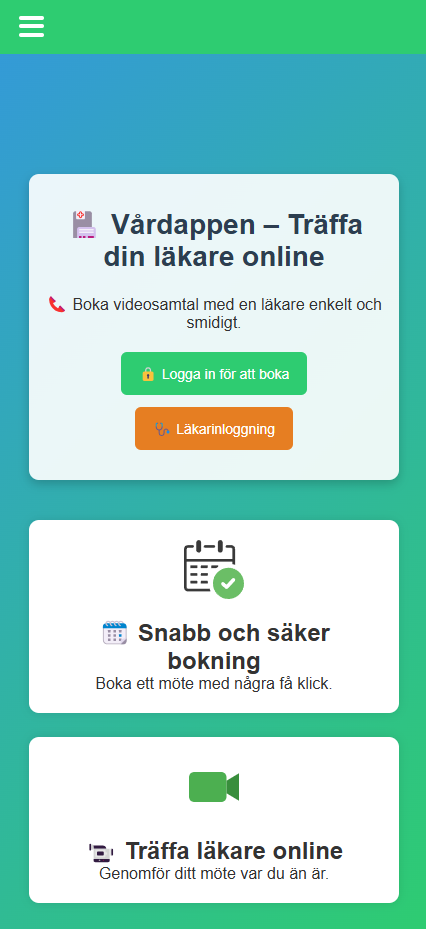 Vårdappen – Träffa
din läkare online
Boka videosamtal med en läkare enkelt och
smidigt.
Logga in för att boka
Läkarinloggning
Snabb och säker
bokning
Boka ett möte med några få klick.
Träffa läkare online
Genomför ditt möte var du än är.